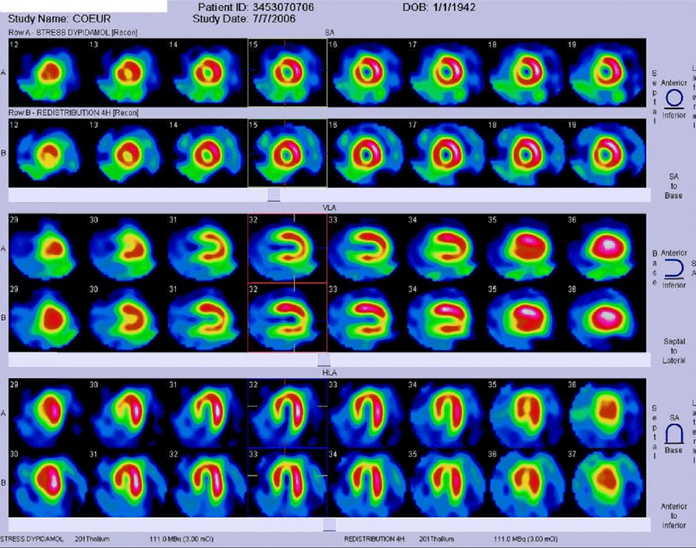 Patient ID: 3453070706 DOB: 1/1/1942
Study Name: COEUR Study Date: 7/7/2006
Row A - STRESS DYPIDAMOL [Recon] SA
12 13 14 15 16 17 18 19
A
Septal
Anterior
Inferior
Row B - REDISTRIBUTION 4H [Recon]
12 13 14 15 16 17 18 19
B
SA
to
Base
VLA
29 30 31 32 33 34 35 36
A
Base
Anterior
Inferior
29 30 31 32 33 34 35 36
B
Septal
to
Lateral
HLA
29 30 31 32 33 34 35 36
A
Septal
SA
Base
30 31 32 33 34 35 36 37
B
Anterior
to
Inferior
STRESS DYPIDAMOL 201Thallium 111.0 MBq (3.00 mCi) REDISTRIBUTION 4H 201Thallium 111.0 MBq (3.00 mCi)